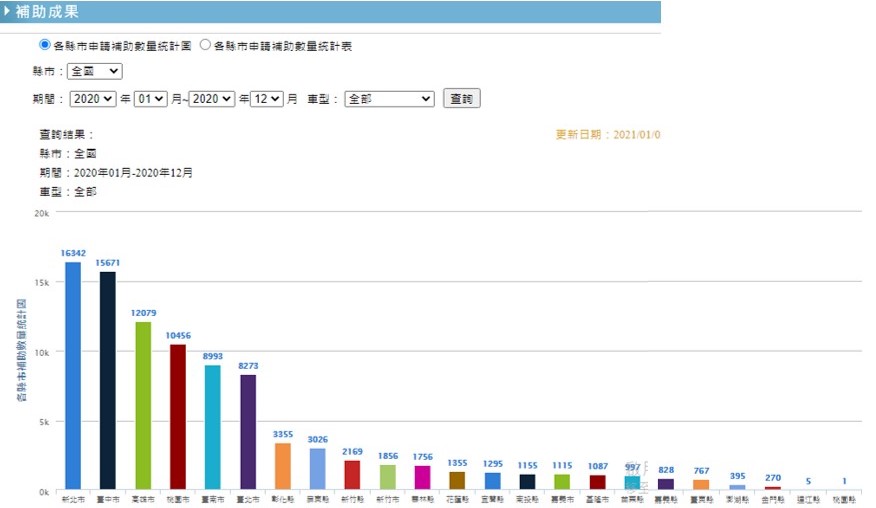 補助成果
各縣市申請補助數量統計圖 各縣市申請補助數量統計表
縣市：全國
期間：2020 年 01 月~ 2020 年 12 月 車型：全部 查詢
查詢結果：
更新日期：2021/01/0
縣市：全國
期間：2020年01月-2020年12月
車型：全部
各縣市補助數量統計圖
20k
15k
10k
5k
0k
16342 15671 12079 10456 8993 8273 3355 3026 2169 1856 1756 1355 1295 1155 1115 1087 997 828 767 395 270 5 1
新北市 臺中市 高雄市 桃園市 臺南市 臺北市 彰化縣 屏東縣 新竹縣 新竹市 雲林縣 花蓮縣 宜蘭縣 南投縣 嘉義市 基隆市 苗栗縣 嘉義縣 臺東縣 澎湖縣 金門縣 連江縣 桃園縣